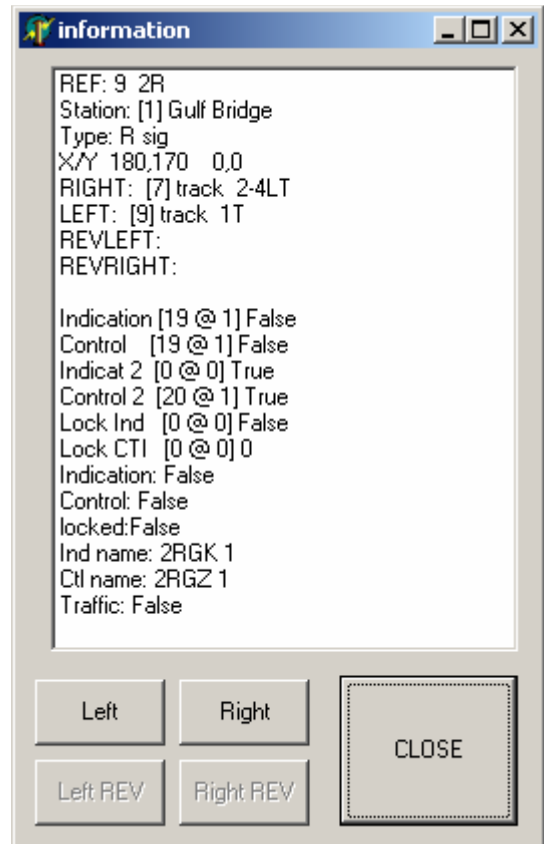 information
REF: 9  2R
Station: [1] Gulf Bridge
Type: R sig
X/Y  180,170    0,0
RIGHT:  [7] track  2-4LT
LEFT:  [9] track  1T
REVLEFT:
REVRIGHT:
Indication [19 @ 1] False
Control    [19 @ 1] False
Indicat 2  [0 @ 0] True
Control 2  [20 @ 1] True
Lock Ind   [0 @ 0] False
Lock CTl   [0 @ 0] 0
Indication: False
Control: False
locked:False
Ind name: 2RGK 1
Ctl name: 2RGZ 1
Traffic: False
Left Right
CLOSE
Left REV Right REV